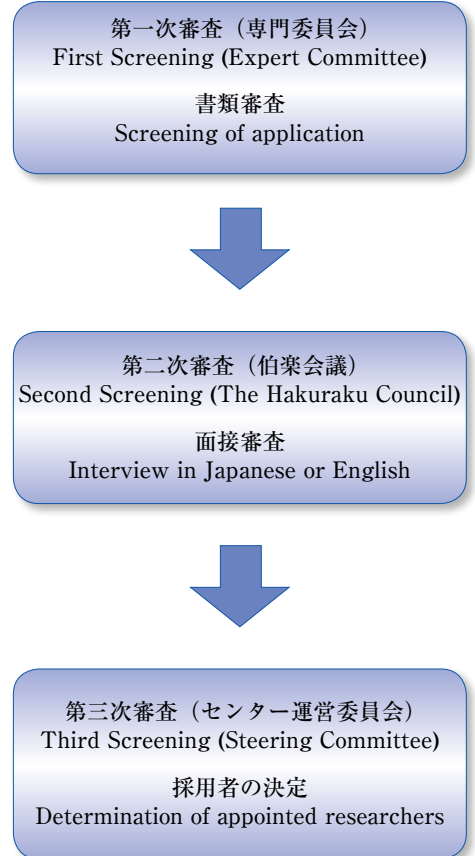 第一次審査（専門委員会）
First Screening (Expert Committee)
書類審査
Screening of application
第二次審査（伯楽会議）
Second Screening (The Hakuraku Council)
面接審査
Interview in Japanese or English
第三次審査（センター運営委員会）
Third Screening (Steering Committee)
採用者の決定
Determination of appointed researchers